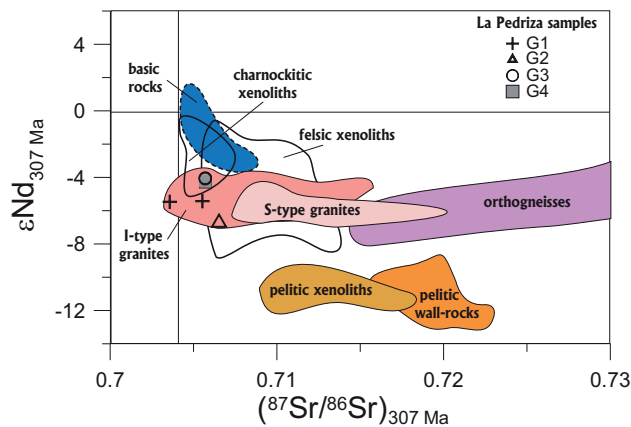 La Pedriza samples
G1
G2
G3
G4
basic
rocks
charnockitic
xenoliths
felsic xenoliths
I-type
granites
S-type granites
orthogneisses
pelitic xenoliths
pelitic
wall-rocks
4
0
-4
-8
-12
εNd307 Ma
0.7
0.71
0.72
0.73
(87Sr/86Sr)307 Ma